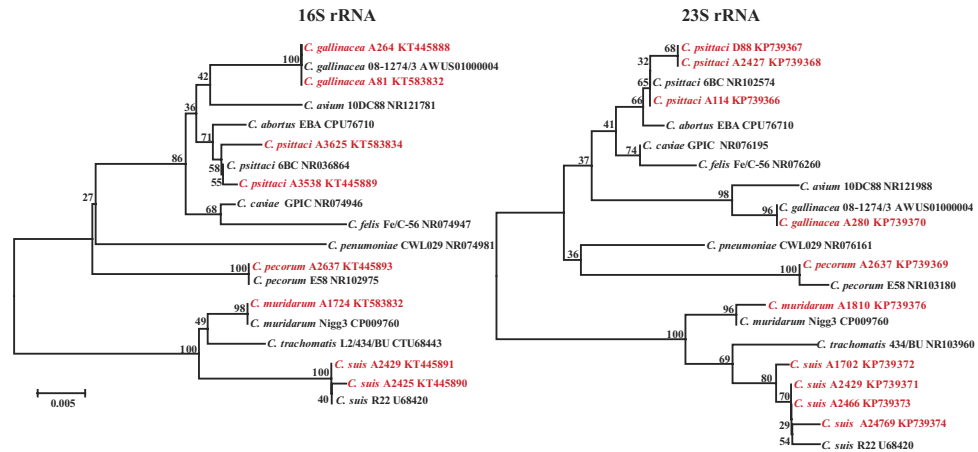 16S rRNA
100
C. gallinacea A264 KT445888
C. gallinacea 08-1274/3 AWUS01000004
C. gallinacea A81 KT583832
42
C. avium 10DC88 NR121781
36
C. abortus EBA CPU76710
71
C. psittaci A3625 KT583834
C. psittaci 6BC NR036864
58
55
C. psittaci A3538 KT445889
86
C. caviae GPIC NR074946
68
C. felis Fe/C-56 NR074947
27
C. penumoniae CWL029 NR074981
100
C. pecorum A2637 KT445893
C. pecorum E58 NR102975
C. muridarum A1724 KT583832
98
C. muridarum Nigg3 CP009760
49
C. trachomatis L2/434/BU CTU68443
100
C. suis A2429 KT445891
100
C. suis A2425 KT445890
40
C. suis R22 U68420
0.005
23S rRNA
68
C. psittaci D88 KP739367
C. psittaci A2427 KP739368
32
65
C. psittaci 6BC NR102574
C. psittaci A114 KP739366
66
C. abortus EBA CPU76710
41
C. caviae GPIC NR076195
74
C. felis Fe/C-56 NR076260
37
C. avium 10DC88 NR121988
98
C. gallinacea 08-1274/3 AWUS01000004
96
C. gallinacea A280 KP739370
C. pneumoniae CWL029 NR076161
36
C. pecorum A2637 KP739369
100
C. pecorum E58 NR103180
C. muridarum A1810 KP739376
96
C. muridarum Nigg3 CP009760
100
C. trachomatis 434/BU NR103960
69
C. suis A1702 KP739372
80
C. suis A2429 KP739371
70
C. suis A2466 KP739373
C. suis A24769 KP739374
29
54
C. suis R22 U68420